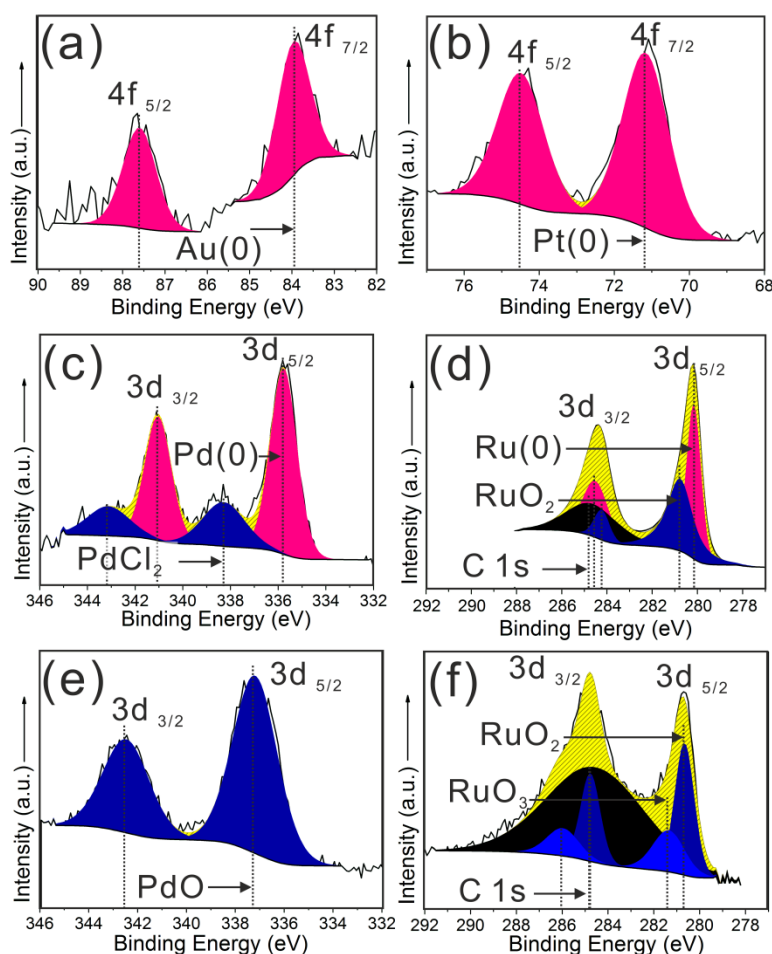 (a)
4f 7/2
4f 5/2
Au(0)
Intensity (a.u.)
90 89 88 87 86 85 84 83 82
Binding Energy (eV)
(b)
4f 5/2
4f 7/2
Pt(0)
Intensity (a.u.)
76 74 72 70 68
Binding Energy (eV)
(c)
3d 5/2
3d 3/2
Pd(0)
PdCl2
Intensity (a.u.)
346 344 342 340 338 336 334 332
Binding Energy (eV)
(d)
3d 5/2
3d 3/2
Ru(0)
RuO2
C 1s
Intensity (a.u.)
292 290 288 286 284 282 280 278
Binding Energy (eV)
(e)
3d 5/2
3d 3/2
PdO
Intensity (a.u.)
346 344 342 340 338 336 334 332
Binding Energy (eV)
(f)
3d 3/2
3d 5/2
RuO2
RuO3
C 1s
Intensity (a.u.)
292 290 288 286 284 282 280 278
Binding Energy (eV)